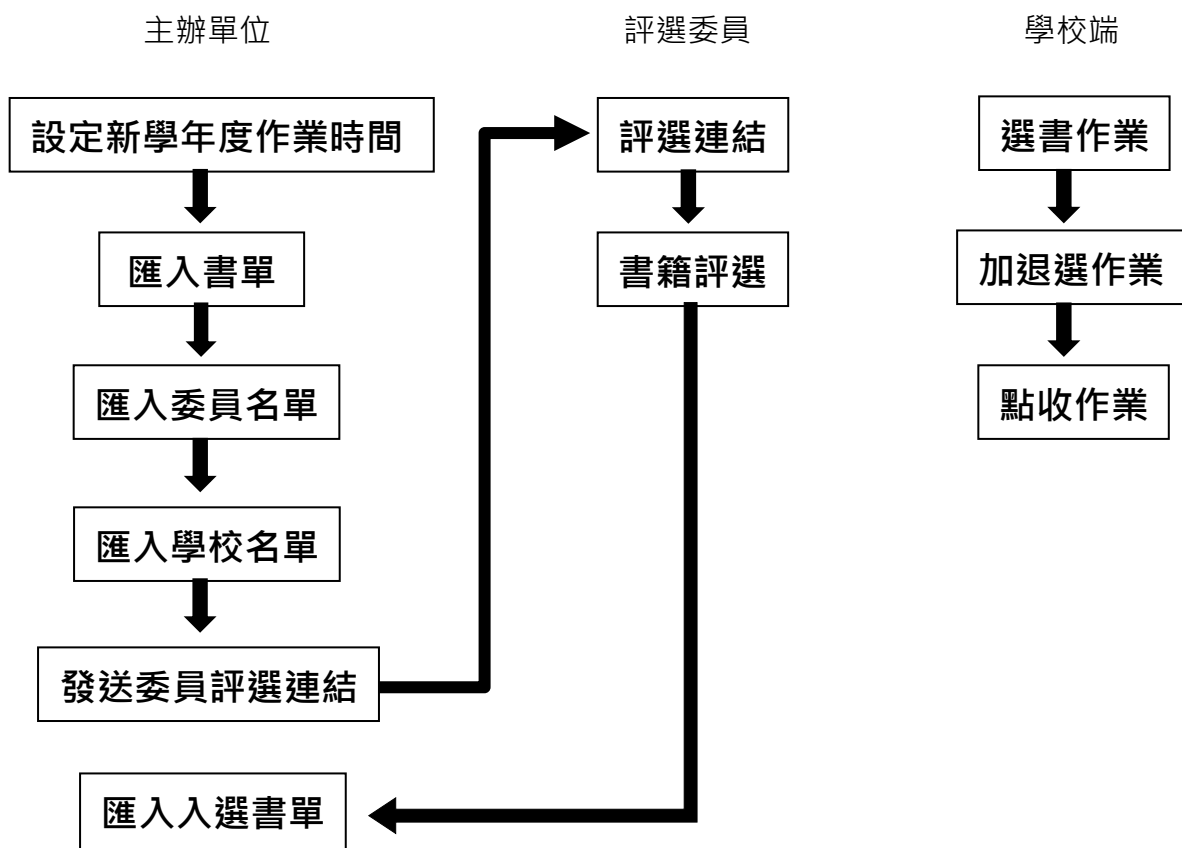 主辦單位
評選委員
學校端
設定新學年度作業時間
匯入書單
匯入委員名單
匯入學校名單
發送委員評選連結
匯入入選書單
評選連結
書籍評選
選書作業
加退選作業
點收作業